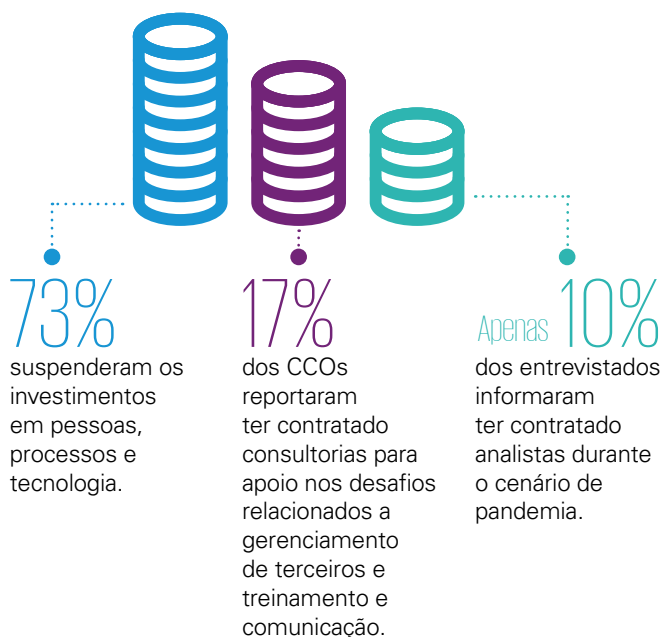 73%
suspenderam os
investimentos
em pessoas,
processos e
tecnologia.
17%
dos CCOs
reportaram
ter contratado
consultorias para
apoio nos desafios
relacionados a
gerenciamento
de terceiros e
treinamento e
comunicação.
Apenas 10%
dos entrevistados
informaram
ter contratado
analistas durante
o cenário de
pandemia.